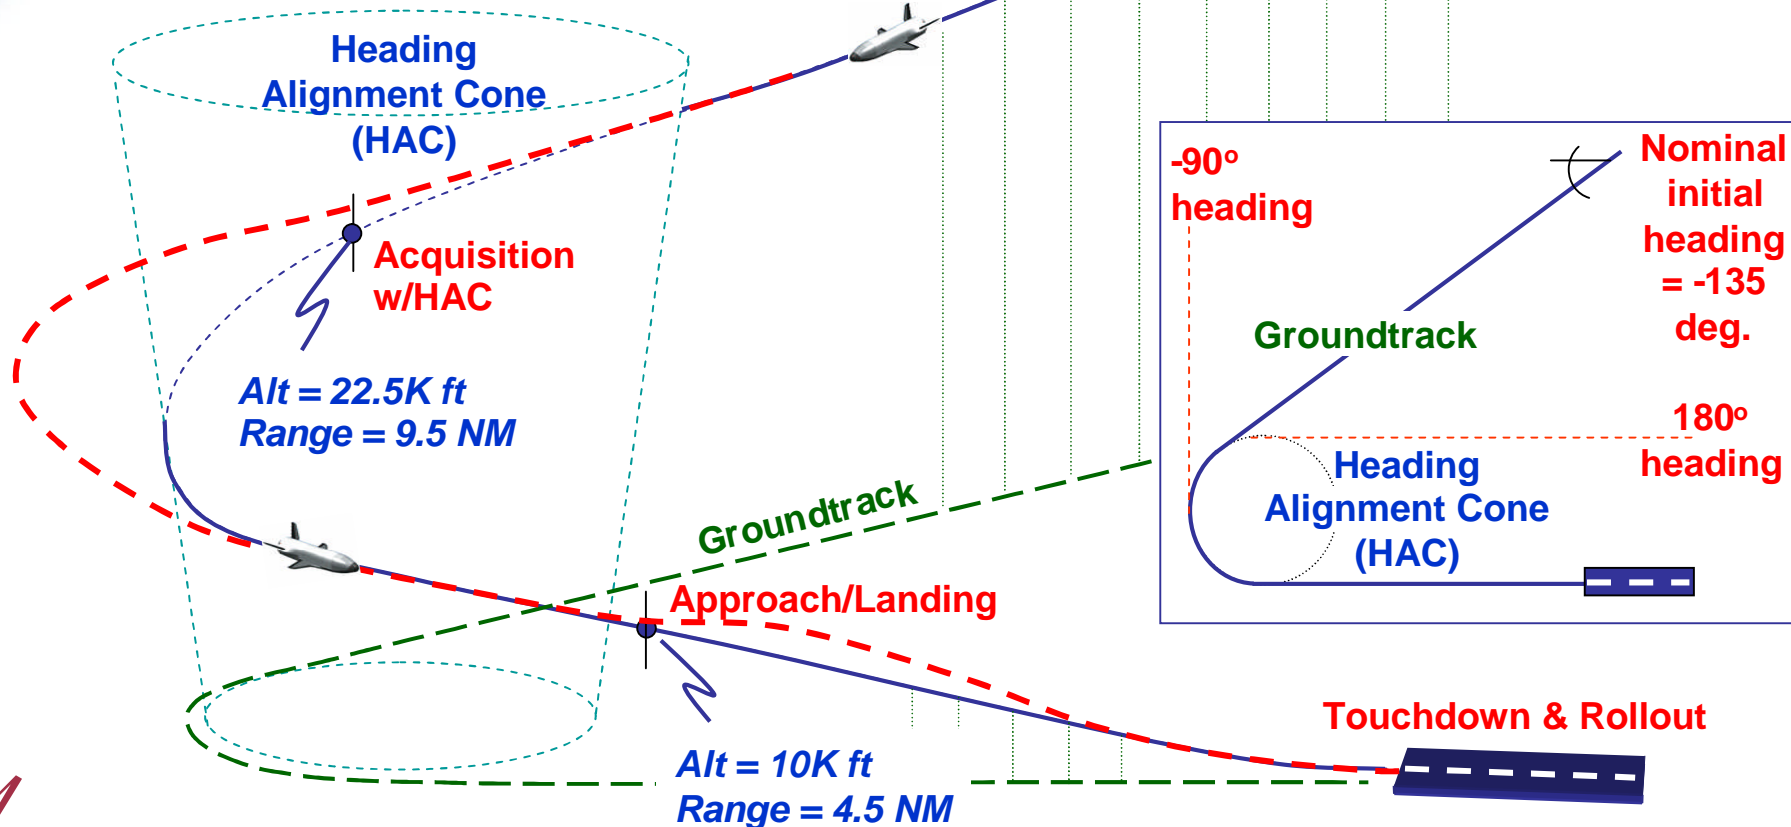 Heading
Alignment Cone
(HAC)
Acquisition
w/HAC
Alt = 22.5K ft
Range = 9.5 NM
Groundtrack
Approach/Landing
Alt = 10K ft
Range = 4.5 NM
Touchdown & Rollout
-90º
heading
Nominal
initial
heading
= -135
deg.
Groundtrack
180º
heading
Heading
Alignment Cone
(HAC)